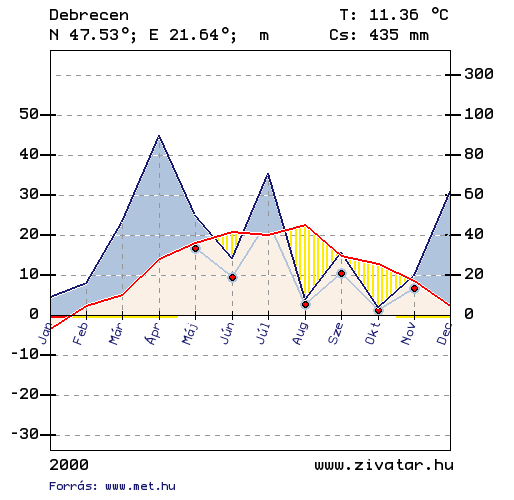 Debrecen T: 11.36 °C
N 47.53°; E 21.64°; m Cs: 435 mm
300
50 100
40 80
30 60
20 40
10 20
0 0
-10
-20
-30
Jan Feb Már Ápr Máj Jún Júl Aug Sze Okt Nov Dec
2000 www.zivatar.hu
Forrás: www.met.hu